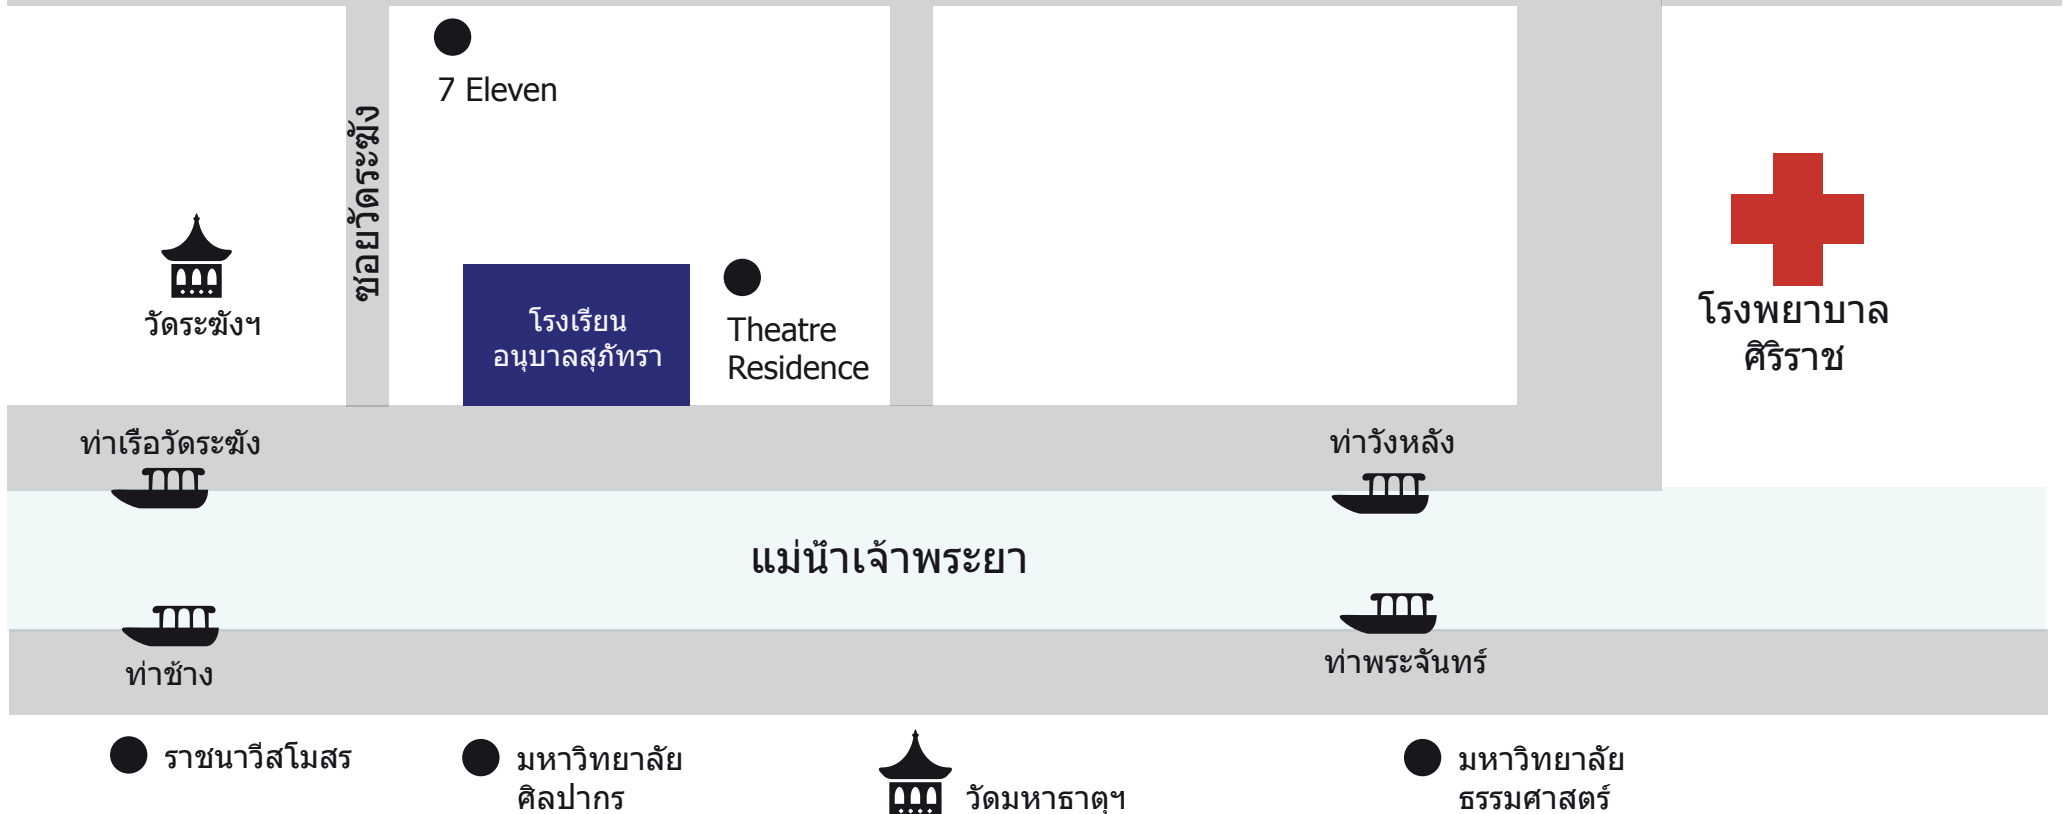 7 Eleven
ซอยวัดระฆัง
วัดระฆังฯ
โรงเรียน
อนุบาลสุภัทรา
Theatre
Residence
โรงพยาบาล
ศิริราช
ท่าเรือวัดระฆัง
ท่าวังหลัง
แม่น้ำเจ้าพระยา
ท่าช้าง
ท่าพระจันทร์
ราชนาวีสโมสร
มหาวิทยาลัย
ศิลปากร
วัดมหาธาตุฯ
มหาวิทยาลัย
ธรรมศาสตร์